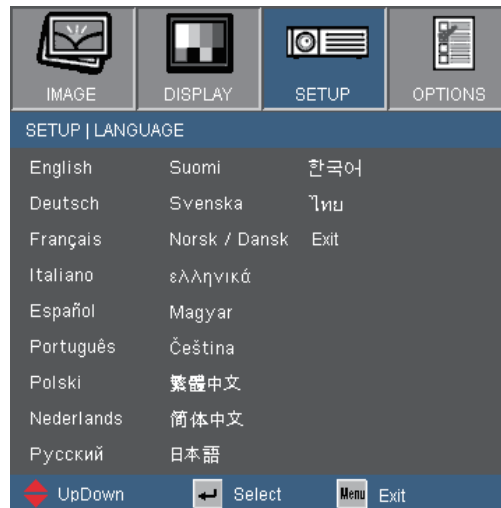 IMAGE DISPLAY SETUP OPTIONS
SETUP | LANGUAGE
English Suomi 한국어
Deutsch Svenska ไทย
Français Norsk / Dansk Exit
Italiano ελληνικά
Español Magyar
Português Čeština
Polski 繁體中文
Nederlands 简体中文
Русский 日本語
UpDown Select Menu Exit